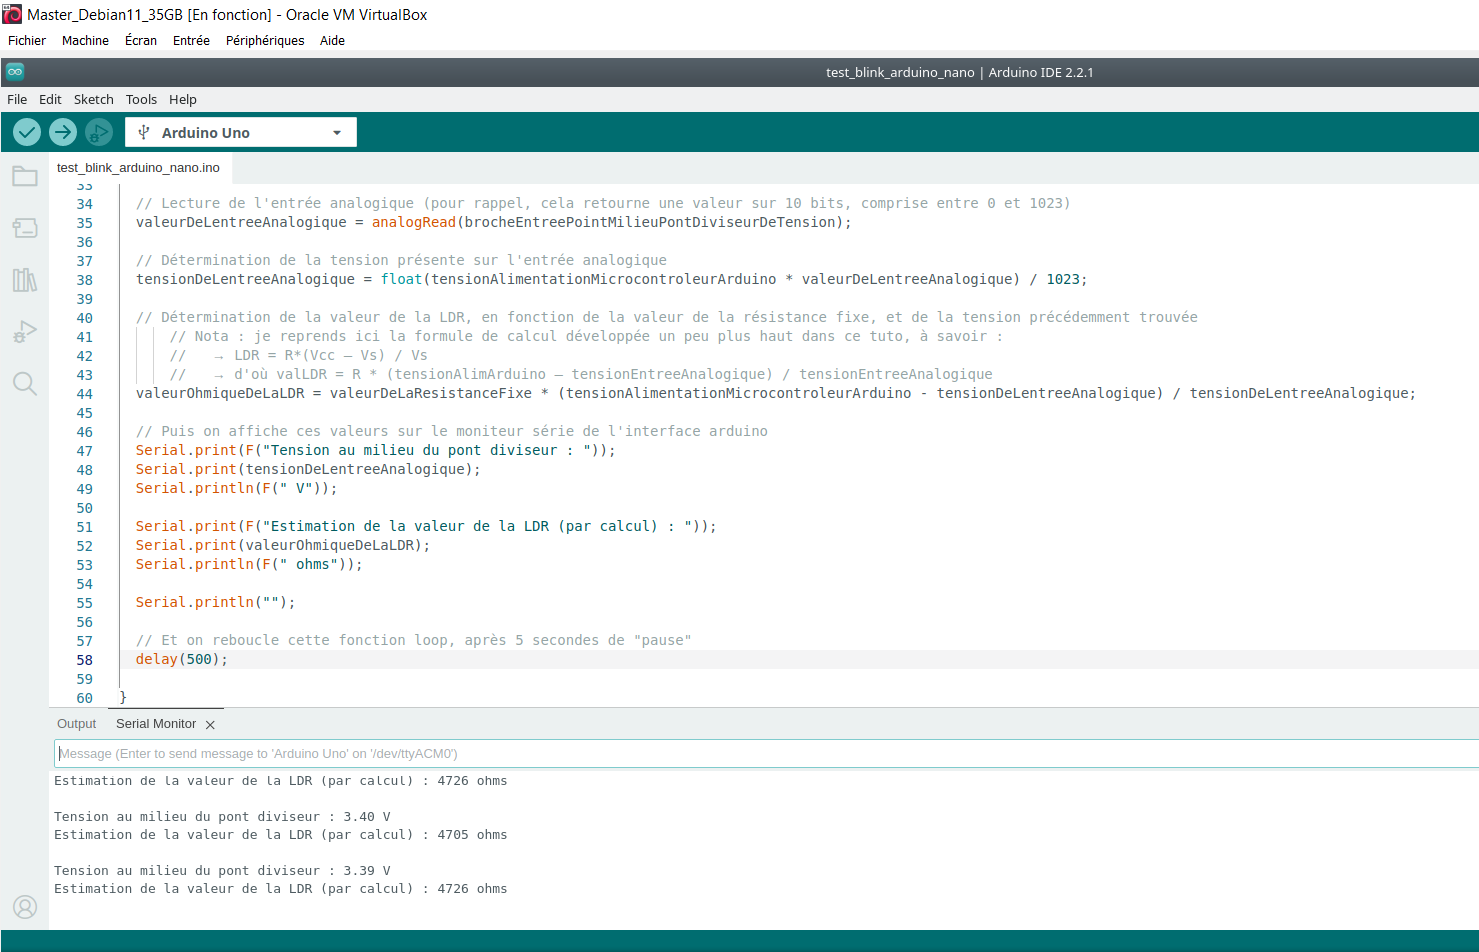 Master_Debian11_35GB [En fonction] - Oracle VM VirtualBox
Fichier Machine Écran Entrée Périphériques Aide
test_blink_arduino_nano | Arduino IDE 2.2.1
File Edit Sketch Tools Help
Arduino Uno
test_blink_arduino_nano.ino
33
34 // Lecture de l'entrée analogique (pour rappel, cela retourne une valeur sur 10 bits, comprise entre 0 et 1023)
35 valeurDeLentreeAnalogique = analogRead(brocheEntreePointMilieuPontDiviseurDeTension);
36
37 // Détermination de la tension présente sur l'entrée analogique
38 tensionDeLentreeAnalogique = float(tensionAlimentationMicrocontroleurArduino * valeurDeLentreeAnalogique) / 1023;
39
40 // Détermination de la valeur de la LDR, en fonction de la valeur de la résistance fixe, et de la tension précédemment trouvée
41 // Nota : je reprends ici la formule de calcul développée un peu plus haut dans ce tuto, à savoir :
42 // → LDR = R*(Vcc – Vs) / Vs
43 // → d'où valLDR = R * (tensionAlimArduino – tensionEntreeAnalogique) / tensionEntreeAnalogique
44 valeurOhmiqueDeLaLDR = valeurDeLaResistanceFixe * (tensionAlimentationMicrocontroleurArduino - tensionDeLentreeAnalogique) / tensionDeLentreeAnalogique;
45
46 // Puis on affiche ces valeurs sur le moniteur série de l'interface arduino
47 Serial.print(F("Tension au milieu du pont diviseur : "));
48 Serial.print(tensionDeLentreeAnalogique);
49 Serial.println(F(" V"));
50
51 Serial.print(F("Estimation de la valeur de la LDR (par calcul) : "));
52 Serial.print(valeurOhmiqueDeLaLDR);
53 Serial.println(F(" ohms"));
54
55 Serial.println("");
56
57 // Et on reboucle cette fonction loop, après 5 secondes de "pause"
58 delay(500);
59
60 }
Output Serial Monitor
Message (Enter to send message to 'Arduino Uno' on '/dev/ttyACM0')
Estimation de la valeur de la LDR (par calcul) : 4726 ohms
Tension au milieu du pont diviseur : 3.40 V
Estimation de la valeur de la LDR (par calcul) : 4705 ohms
Tension au milieu du pont diviseur : 3.39 V
Estimation de la valeur de la LDR (par calcul) : 4726 ohms